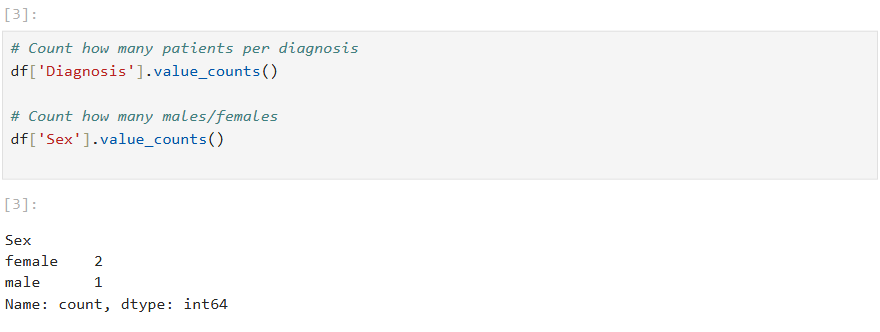 [3]:
# Count how many patients per diagnosis
df['Diagnosis'].value_counts()
# Count how many males/females
df['Sex'].value_counts()
[3]:
Sex
female    2
male      1
Name: count, dtype: int64